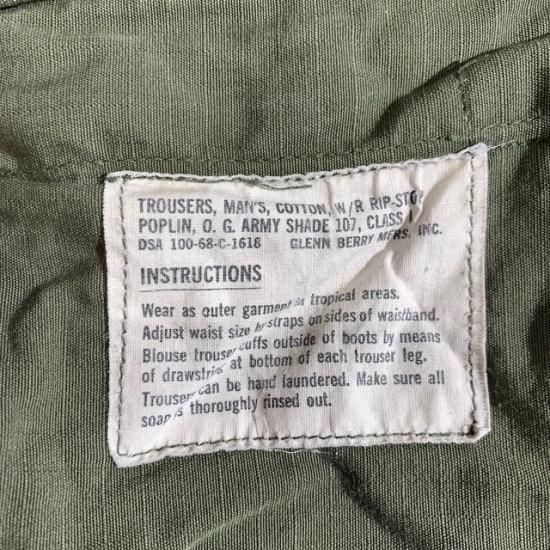 TROUSERS, MAN'S, COTTON, W/R RIP-STOP
POPLIN, O. G. ARMY SHADE 107, CLASS I
DSA 100-68-C-1618 GLENN BERRY MFRS. INC.
INSTRUCTIONS
Wear as outer garment in tropical areas.
Adjust waist size by straps on sides of waistband.
Blouse trouser cuffs outside of boots by means
of drawstring at bottom of each trouser leg.
Trousers can be hand laundered. Make sure all
soap is thoroughly rinsed out.